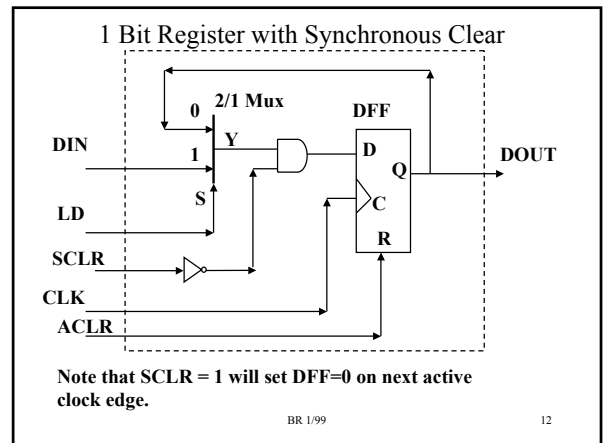 1 Bit Register with Synchronous Clear
2/1 Mux
DFF
0
DIN
Y
D
DOUT
1
Q
S
C
LD
R
SCLR
CLK
ACLR
Note that SCLR = 1 will set DFF=0 on next active
clock edge.
BR 1/99
12